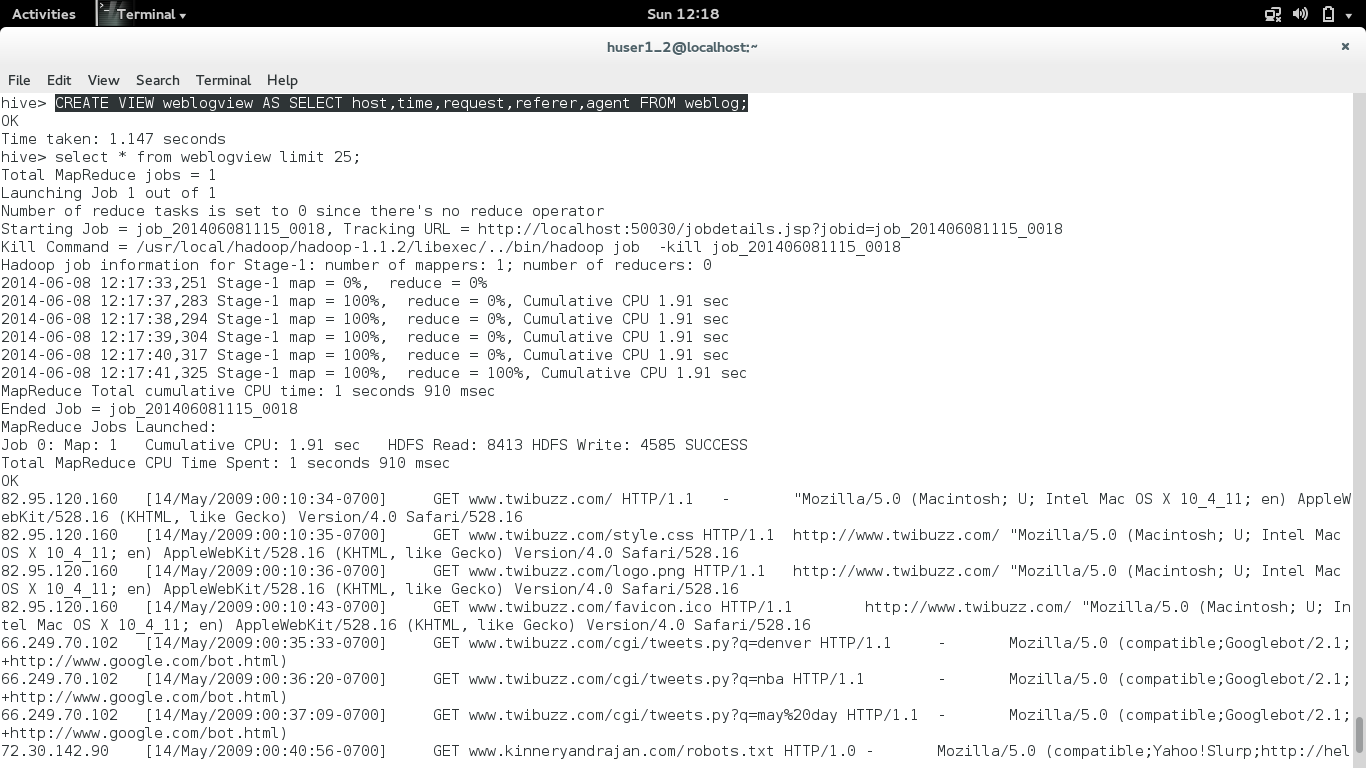 Activities Terminal Sun 12:18
huser1_2@localhost:~ ×
File Edit View Search Terminal Help
hive> CREATE VIEW weblogview AS SELECT host,time,request,referer,agent FROM weblog;
OK
Time taken: 1.147 seconds
hive> select * from weblogview limit 25;
Total MapReduce jobs = 1
Launching Job 1 out of 1
Number of reduce tasks is set to 0 since there's no reduce operator
Starting Job = job_201406081115_0018, Tracking URL = http://localhost:50030/jobdetails.jsp?jobid=job_201406081115_0018
Kill Command = /usr/local/hadoop/hadoop-1.1.2/libexec/../bin/hadoop job  -kill job_201406081115_0018
Hadoop job information for Stage-1: number of mappers: 1; number of reducers: 0
2014-06-08 12:17:33,251 Stage-1 map = 0%,  reduce = 0%
2014-06-08 12:17:37,283 Stage-1 map = 100%,  reduce = 0%, Cumulative CPU 1.91 sec
2014-06-08 12:17:38,294 Stage-1 map = 100%,  reduce = 0%, Cumulative CPU 1.91 sec
2014-06-08 12:17:39,304 Stage-1 map = 100%,  reduce = 0%, Cumulative CPU 1.91 sec
2014-06-08 12:17:40,317 Stage-1 map = 100%,  reduce = 0%, Cumulative CPU 1.91 sec
2014-06-08 12:17:41,325 Stage-1 map = 100%,  reduce = 100%, Cumulative CPU 1.91 sec
MapReduce Total cumulative CPU time: 1 seconds 910 msec
Ended Job = job_201406081115_0018
MapReduce Jobs Launched:
Job 0: Map: 1   Cumulative CPU: 1.91 sec   HDFS Read: 8413 HDFS Write: 4585 SUCCESS
Total MapReduce CPU Time Spent: 1 seconds 910 msec
OK
82.95.120.160	[14/May/2009:00:10:34-0700]	GET www.twibuzz.com/ HTTP/1.1	-	"Mozilla/5.0 (Macintosh; U; Intel Mac OS X 10_4_11; en) AppleW
ebKit/528.16 (KHTML, like Gecko) Version/4.0 Safari/528.16
82.95.120.160	[14/May/2009:00:10:35-0700]	GET www.twibuzz.com/style.css HTTP/1.1	http://www.twibuzz.com/	"Mozilla/5.0 (Macintosh; U; Intel Mac
OS X 10_4_11; en) AppleWebKit/528.16 (KHTML, like Gecko) Version/4.0 Safari/528.16
82.95.120.160	[14/May/2009:00:10:36-0700]	GET www.twibuzz.com/logo.png HTTP/1.1	http://www.twibuzz.com/	"Mozilla/5.0 (Macintosh; U; Intel Mac
OS X 10_4_11; en) AppleWebKit/528.16 (KHTML, like Gecko) Version/4.0 Safari/528.16
82.95.120.160	[14/May/2009:00:10:43-0700]	GET www.twibuzz.com/favicon.ico HTTP/1.1	http://www.twibuzz.com/	"Mozilla/5.0 (Macintosh; U; In
tel Mac OS X 10_4_11; en) AppleWebKit/528.16 (KHTML, like Gecko) Version/4.0 Safari/528.16
66.249.70.102	[14/May/2009:00:35:33-0700]	GET www.twibuzz.com/cgi/tweets.py?q=denver HTTP/1.1	-	Mozilla/5.0 (compatible;Googlebot/2.1;
+http://www.google.com/bot.html)
66.249.70.102	[14/May/2009:00:36:20-0700]	GET www.twibuzz.com/cgi/tweets.py?q=nba HTTP/1.1	-	Mozilla/5.0 (compatible;Googlebot/2.1;
+http://www.google.com/bot.html)
66.249.70.102	[14/May/2009:00:37:09-0700]	GET www.twibuzz.com/cgi/tweets.py?q=may%20day HTTP/1.1	-	Mozilla/5.0 (compatible;Googlebot/2.1;
+http://www.google.com/bot.html)
72.30.142.90	[14/May/2009:00:40:56-0700]	GET www.kinneryandrajan.com/robots.txt HTTP/1.0	-	Mozilla/5.0 (compatible;Yahoo!Slurp;http://hel